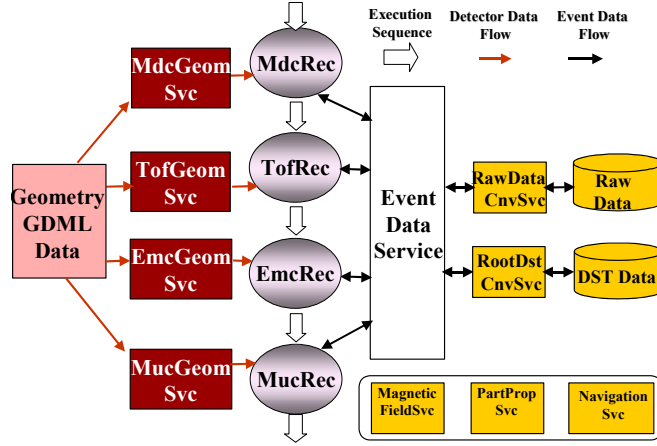 Execution
Sequence
Detector Data
Flow
Event Data
Flow
MdcGeom
Svc
MdcRec
TofGeom
Svc
TofRec
Geometry
GDML
Data
EmcGeom
Svc
EmcRec
MucGeom
Svc
MucRec
Event
Data
Service
RawData
CnvSvc
Raw
Data
RootDst
CnvSvc
DST Data
Magnetic
FieldSvc
PartProp
Svc
Navigation
Svc